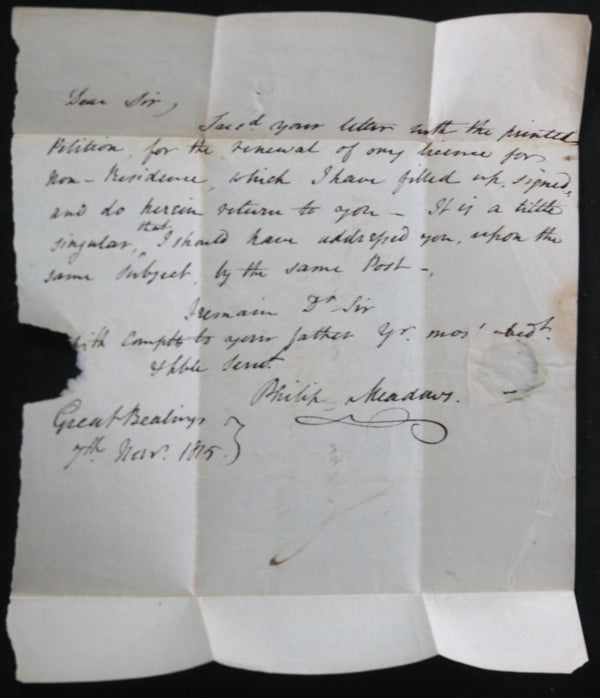 Dear Sir,
I recd your letter with the printed
Petition, for the renewal of my licence for
Non-Residence, which I have filled up, signed,
and do herein return to you - It is a little
singular, that I should have addressed you, upon the
same subject, by the same Post -.
I remain Dr Sir
with Compts to your father Yr. most obedt.
& hble Servt.
Philip Meadows. -
Great Bealings
7th Novr. 1815. }